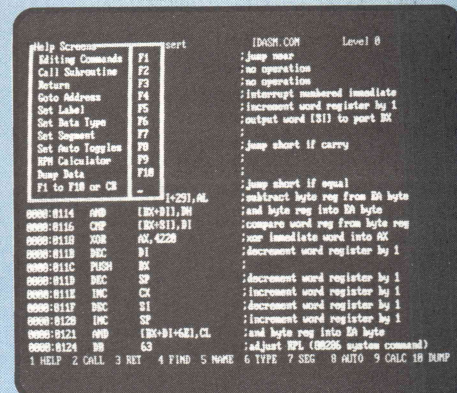 sert IDASM.COM Level 0
Help Screens ;jump near
Editing Commands F1 ;no operation
Call Subroutine F2 ;no operation
Return F3 ;interrupt numbered immediate
Goto Address F4 ;increment word register by 1
Set Label F5 ;output word [SI] to port DX
Set Data Type F6 ;
Set Segment F7 ;jump short if carry
Set Auto Toggles F8 ;
RPN Calculator F9 ;
Dump Data F10 ;jump short if equal
F1 to F10 or CR _
I+29],AL ;subtract byte reg from EA byte
0000:0114 AND [BX+DI],DH ;and byte reg into EA byte
0000:0116 CMP [BX+SI],DI ;compare word reg from byte reg
0000:0118 XOR AX,4220 ;xor immediate word into AX
0000:011B DEC DI ;decrement word register by 1
0000:011C PUSH BX ;
0000:011D DEC SP ;decrement word register by 1
0000:011E INC CX ;increment word register by 1
0000:011F DEC SI ;decrement word register by 1
0000:0120 INC SP ;increment word register by 1
0000:0121 AND [BX+DI+6E],CL ;and byte reg into EA byte
0000:0124 DB 63 ;adjust RPL (80286 system command)
1 HELP 2 CALL 3 RET 4 FIND 5 NAME 6 TYPE 7 SEG 8 AUTO 9 CALC 10 DUMP